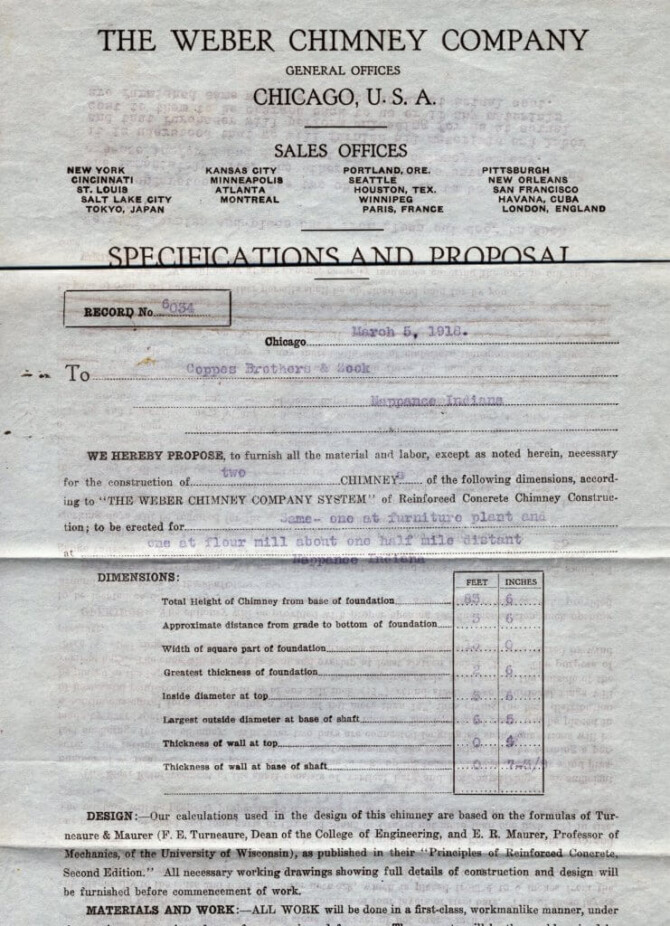 THE WEBER CHIMNEY COMPANY
GENERAL OFFICES
CHICAGO, U. S. A.
SALES OFFICES
NEW YORK KANSAS CITY PORTLAND, ORE. PITTSBURGH
CINCINNATI MINNEAPOLIS SEATTLE NEW ORLEANS
ST. LOUIS ATLANTA HOUSTON, TEX. SAN FRANCISCO
SALT LAKE CITY MONTREAL WINNIPEG HAVANA, CUBA
TOKYO, JAPAN PARIS, FRANCE LONDON, ENGLAND
SPECIFICATIONS AND PROPOSAL
RECORD No. 6034
Chicago March 5, 1918.
To Coppes Brothers & Zook
Nappanee Indiana
WE HEREBY PROPOSE, to furnish all the material and labor, except as noted herein, necessary
for the construction of two CHIMNEYS of the following dimensions, accord-
ing to "THE WEBER CHIMNEY COMPANY SYSTEM" of Reinforced Concrete Chimney Construc-
tion; to be erected for Same- one at furniture plant and
one at flour mill about one half mile distant
at Nappanee Indiana
DIMENSIONS: FEET INCHES
Total Height of Chimney from base of foundation 6
Approximate distance from grade to bottom of foundation 6
Width of square part of foundation 0
Greatest thickness of foundation 2 6
Inside diameter at top
Largest outside diameter at base of shaft 6 5
Thickness of wall at top 0 4
Thickness of wall at base of shaft 0
DESIGN:—Our calculations used in the design of this chimney are based on the formulas of Tur-
neaure & Maurer (F. E. Turneaure, Dean of the College of Engineering, and E. R. Maurer, Professor of
Mechanics, of the University of Wisconsin), as published in their "Principles of Reinforced Concrete,
Second Edition." All necessary working drawings showing full details of construction and design will
be furnished before commencement of work.
MATERIALS AND WORK:—ALL WORK will be done in a first-class, workmanlike manner, under